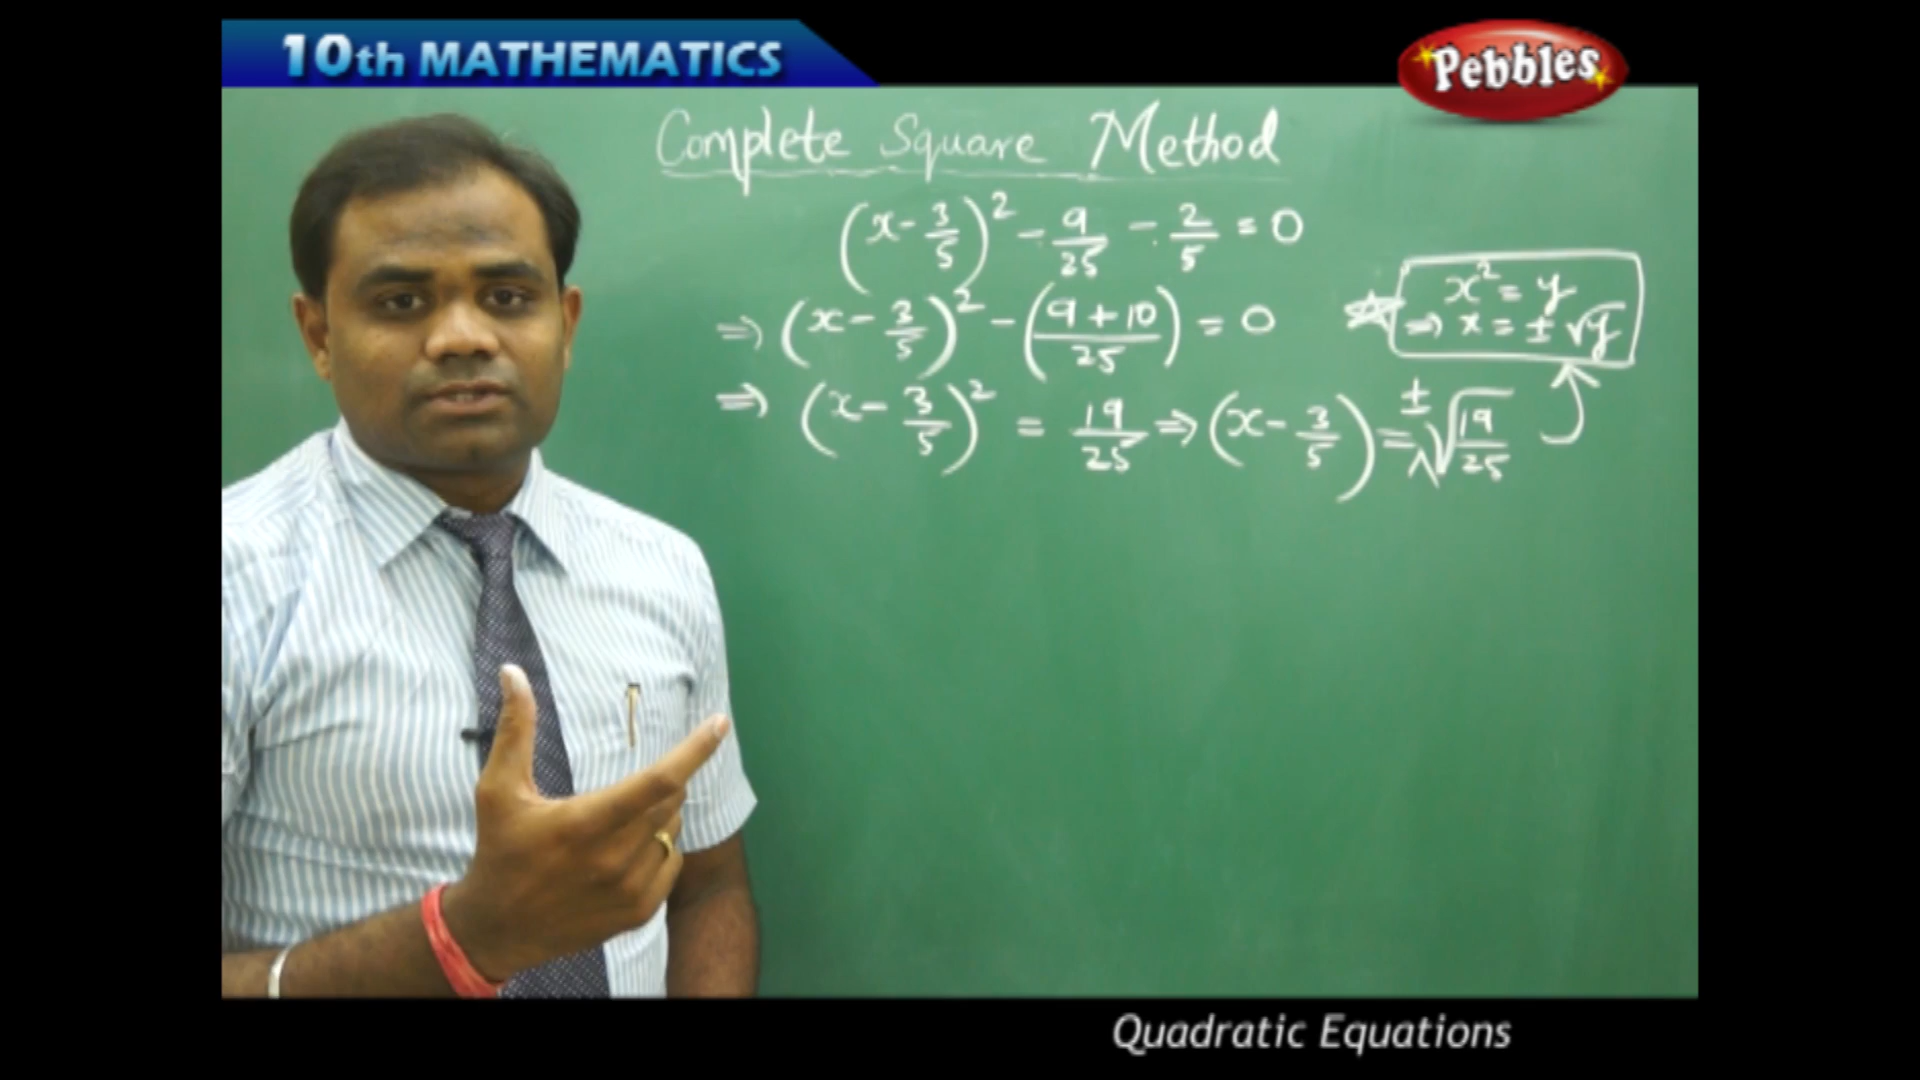 10th MATHEMATICS
Pebbles
Complete Square Method
(x - 3/5)² - 9/25 - 2/5 = 0
⇒ (x - 3/5)² - (9 + 10/25) = 0
x² = y
⇒ x = ± √y
⇒ (x - 3/5)² = 19/25 ⇒ (x - 3/5) = ± √19/25
Quadratic Equations